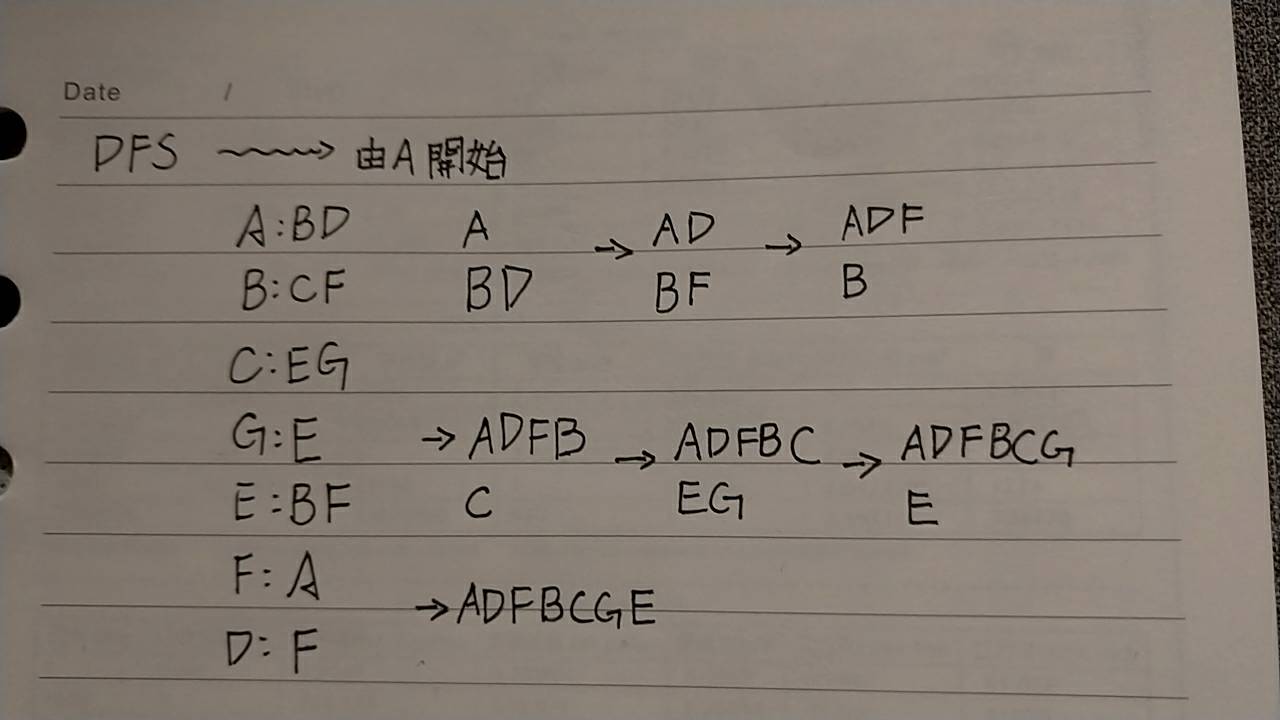 Date /
DFS → 由A開始
A:BD A → AD → ADF
B:CF BD BF B
C:EG
G:E → ADFB → ADFBC → ADFBCG
E:BF C EG E
F:A → ADFBCGE
D:F